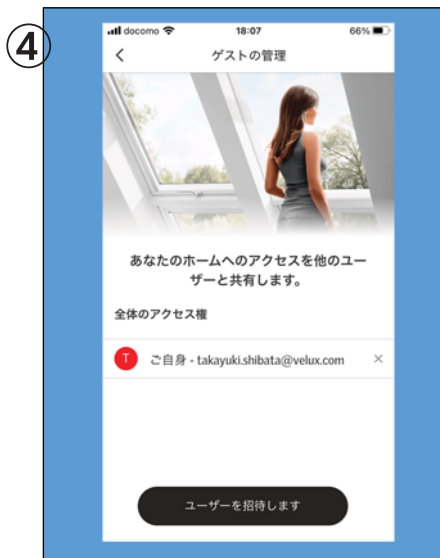 ④
docomo 18:07 66%
ゲストの管理
あなたのホームへのアクセスを他のユー
ザーと共有します。
全体のアクセス権
T ご自身 - takayuki.shibata@velux.com ×
ユーザーを招待します